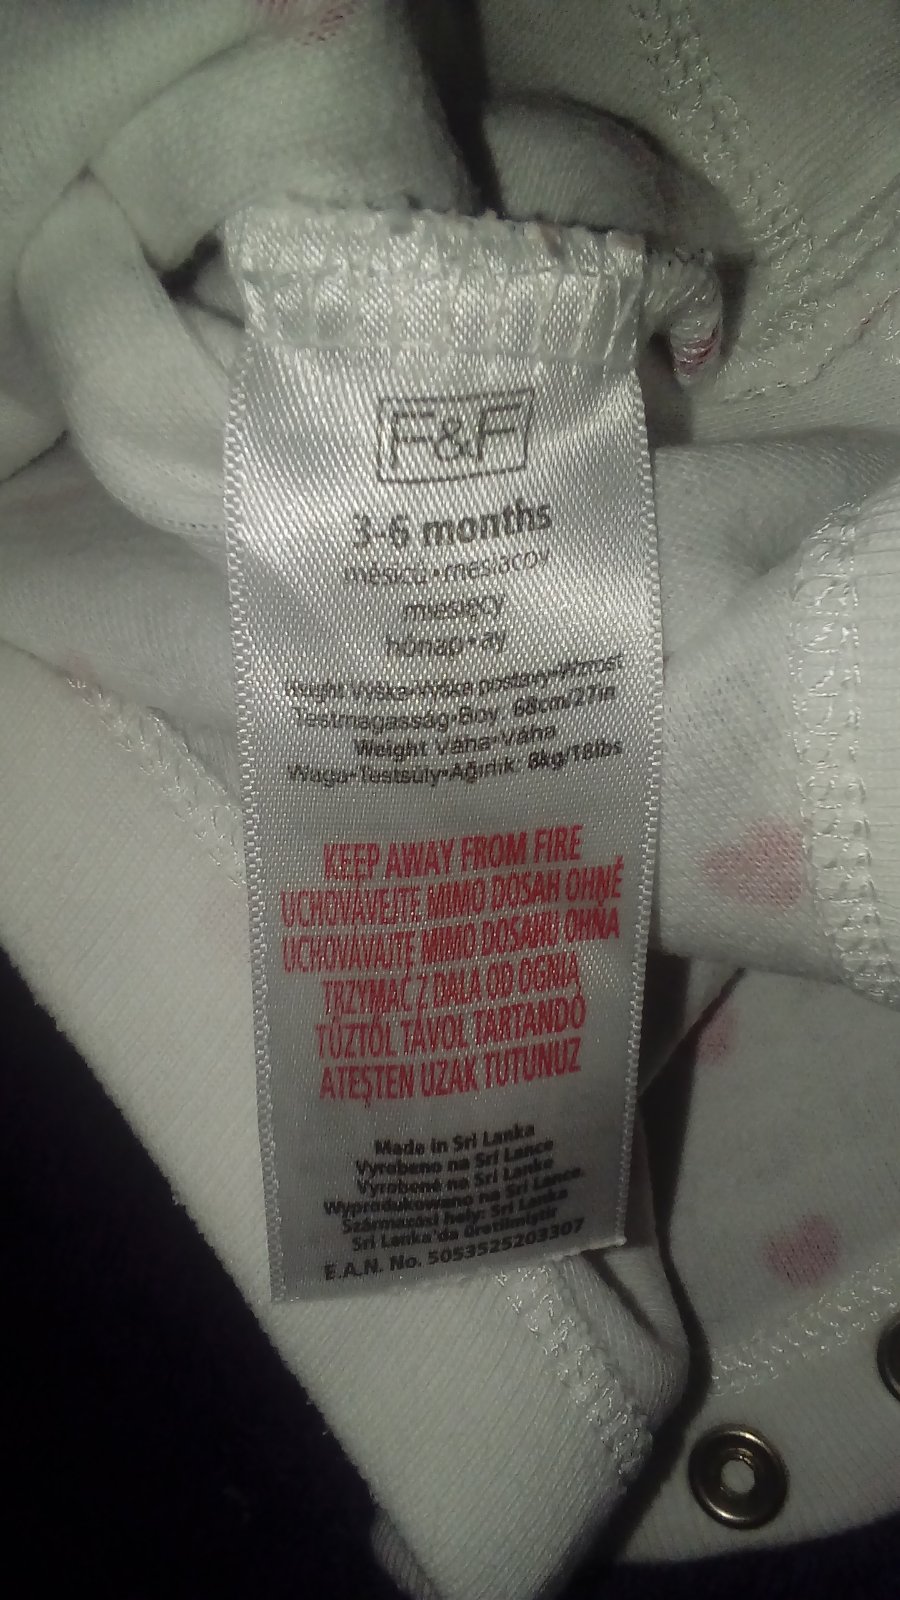 F&F
3-6 months
měsíců•mesiacov
miesięcy
hónap•ay
Height Výška•Výška postavy•Wzrost
Testmagasság•Boy: 68cm/27in
Weight Váha•Váha
Waga•Testsúly•Ağırlık: 8kg/18lbs
KEEP AWAY FROM FIRE
UCHOVÁVEJTE MIMO DOSAH OHNĚ
UCHOVÁVAJTE MIMO DOSAHU OHŇA
TRZYMAĆ Z DALA OD OGNIA
TŰZTŐL TÁVOL TARTANDÓ
ATEŞTEN UZAK TUTUNUZ
Made in Sri Lanka
Vyrobeno na Srí Lance
Vyrobené na Srí Lanke
Wyprodukowano na Sri Lance.
Származási hely: Sri Lanka
Sri Lanka'da üretilmiştir
E.A.N. No. 5053525203307